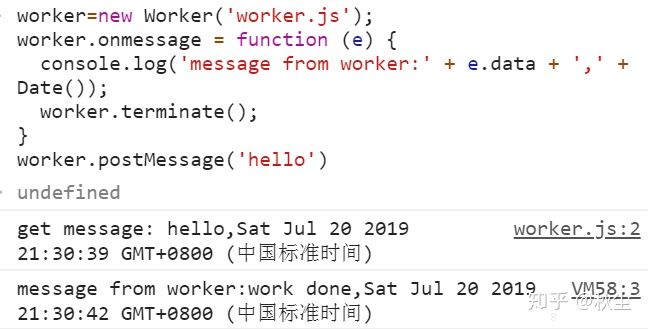 worker=new Worker('worker.js');
worker.onmessage = function (e) {
console.log('message from worker:' + e.data + ',' +
Date());
worker.terminate();
}
worker.postMessage('hello')
undefined
get message: hello,Sat Jul 20 2019 worker.js:2
21:30:39 GMT+0800 (中国标准时间)
message from worker:work done,Sat Jul 20 2019 VM58:3
21:30:42 GMT+0800 (中国标准时间)
知乎 @秋尘